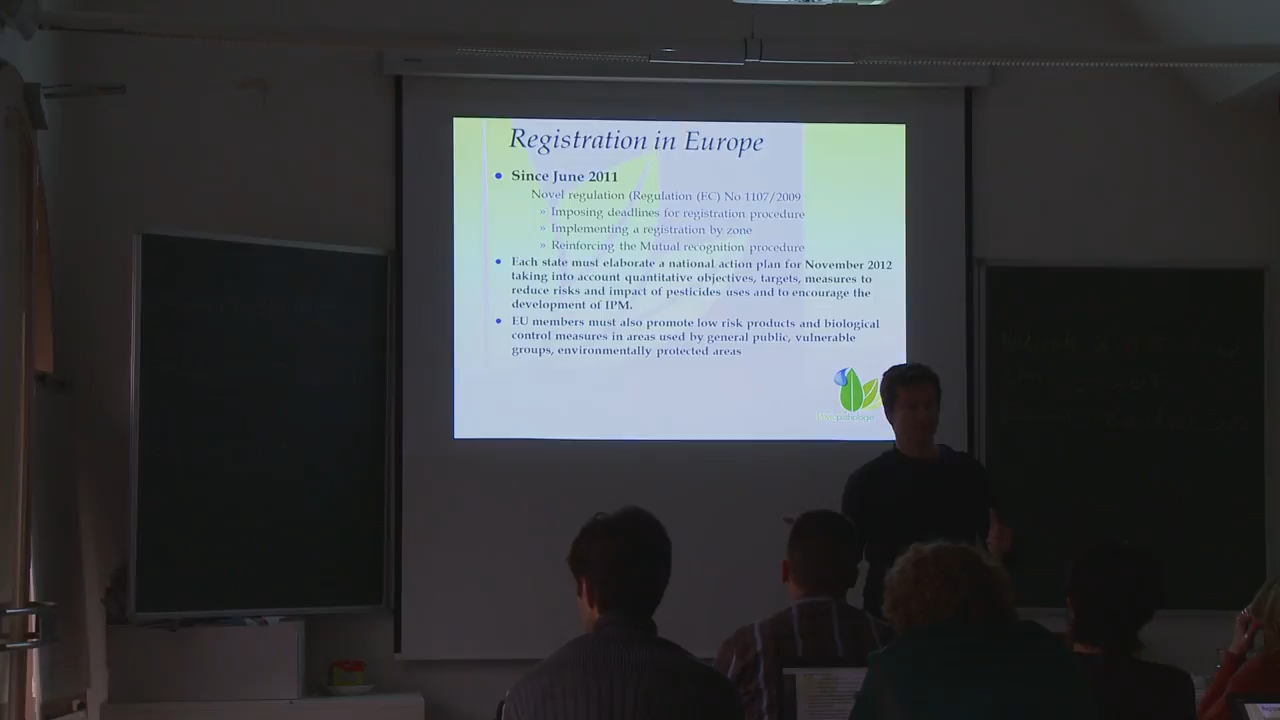 Registration in Europe
• Since June 2011
Novel regulation (Regulation (EC) No 1107/2009
» Imposing deadlines for registration procedure
» Implementing a registration by zone
» Reinforcing the Mutual recognition procedure
• Each state must elaborate a national action plan for November 2012
taking into account quantitative objectives, targets, measures to
reduce risks and impact of pesticides uses and to encourage the
development of IPM.
• EU members must also promote low risk products and biological
control measures in areas used by general public, vulnerable
groups, environmentally protected areas